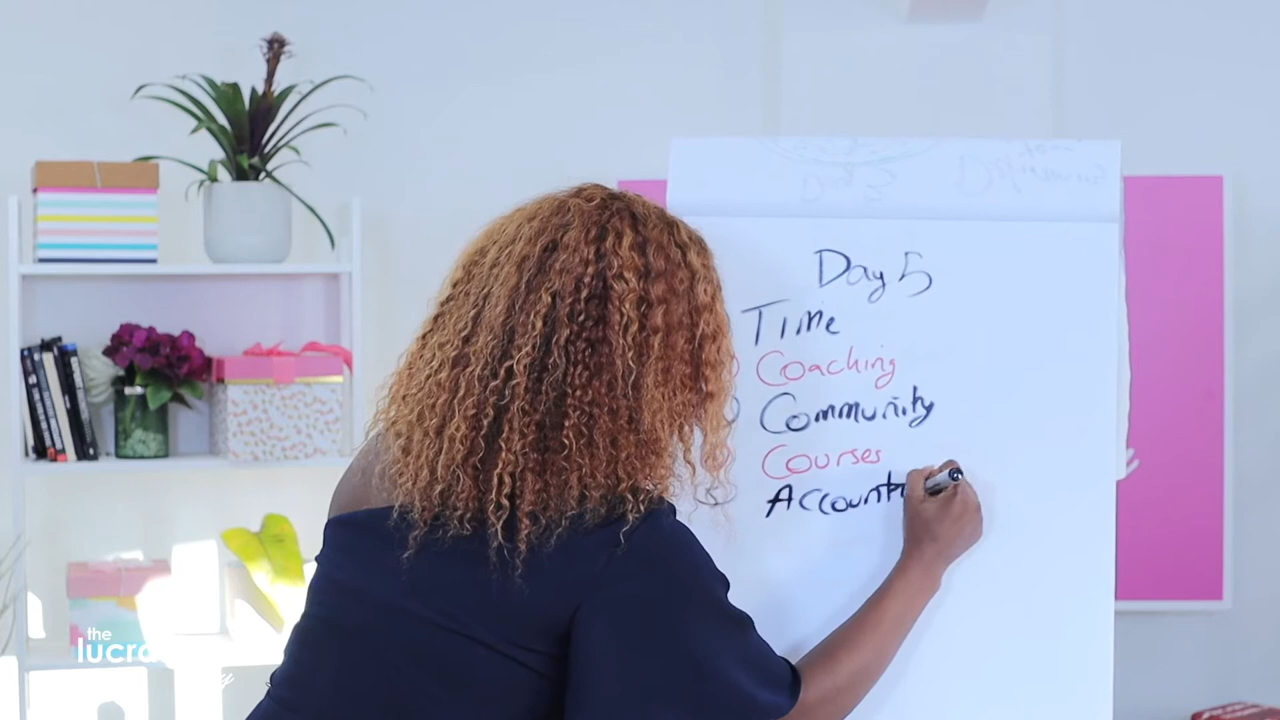 Day 5
Time
Coaching
Community
Courses
Account
the
lucra